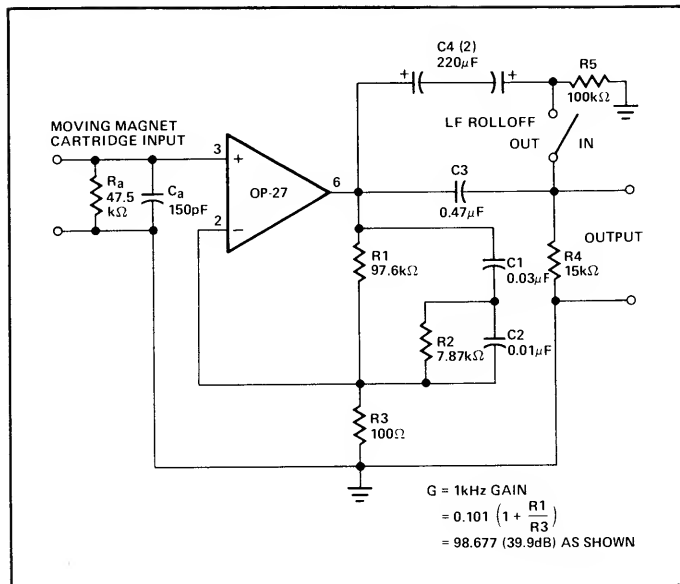 C4 (2)
220μF
+
+
R5
100kΩ
LF ROLLOFF
OUT
IN
MOVING MAGNET
CARTRIDGE INPUT
3
+
Ra
47.5
kΩ
Ca
150pF
OP-27
6
2
−
C3
0.47μF
R1
97.6kΩ
C1
0.03μF
OUTPUT
R4
15kΩ
R2
7.87kΩ
C2
0.01μF
R3
100Ω
G = 1kHz GAIN
= 0.101 (1 + R1/R3)
= 98.677 (39.9dB) AS SHOWN